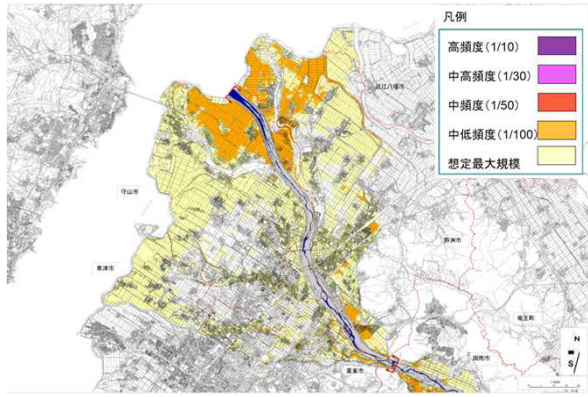 凡例
高頻度(1/10)
中高頻度(1/30)
中頻度(1/50)
中低頻度(1/100)
想定最大規模
近江八幡市
守山市
野洲市
草津市
竜王町
湖南市
栗東市
N
S